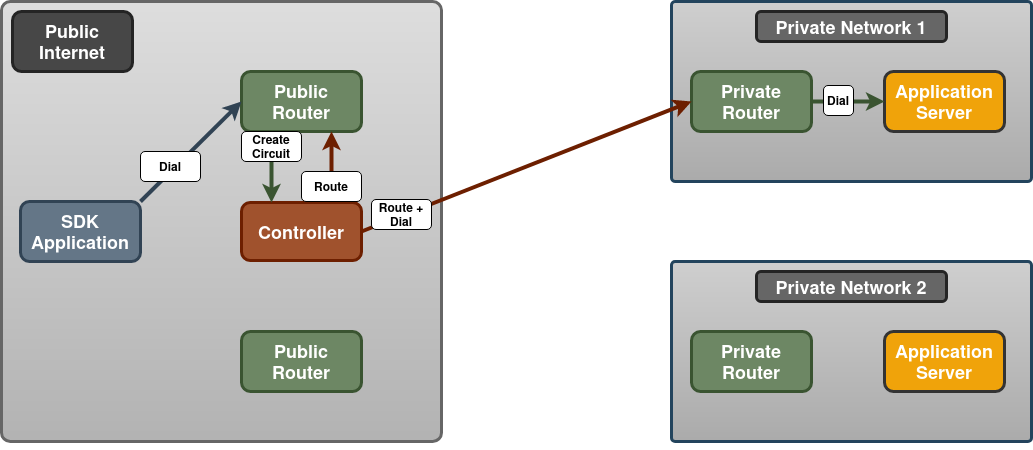 Public
Internet
Public
Router
Create
Circuit
Dial
Route
SDK
Application
Controller
Route +
Dial
Public
Router
Private Network 1
Private
Router
Dial
Application
Server
Private Network 2
Private
Router
Application
Server